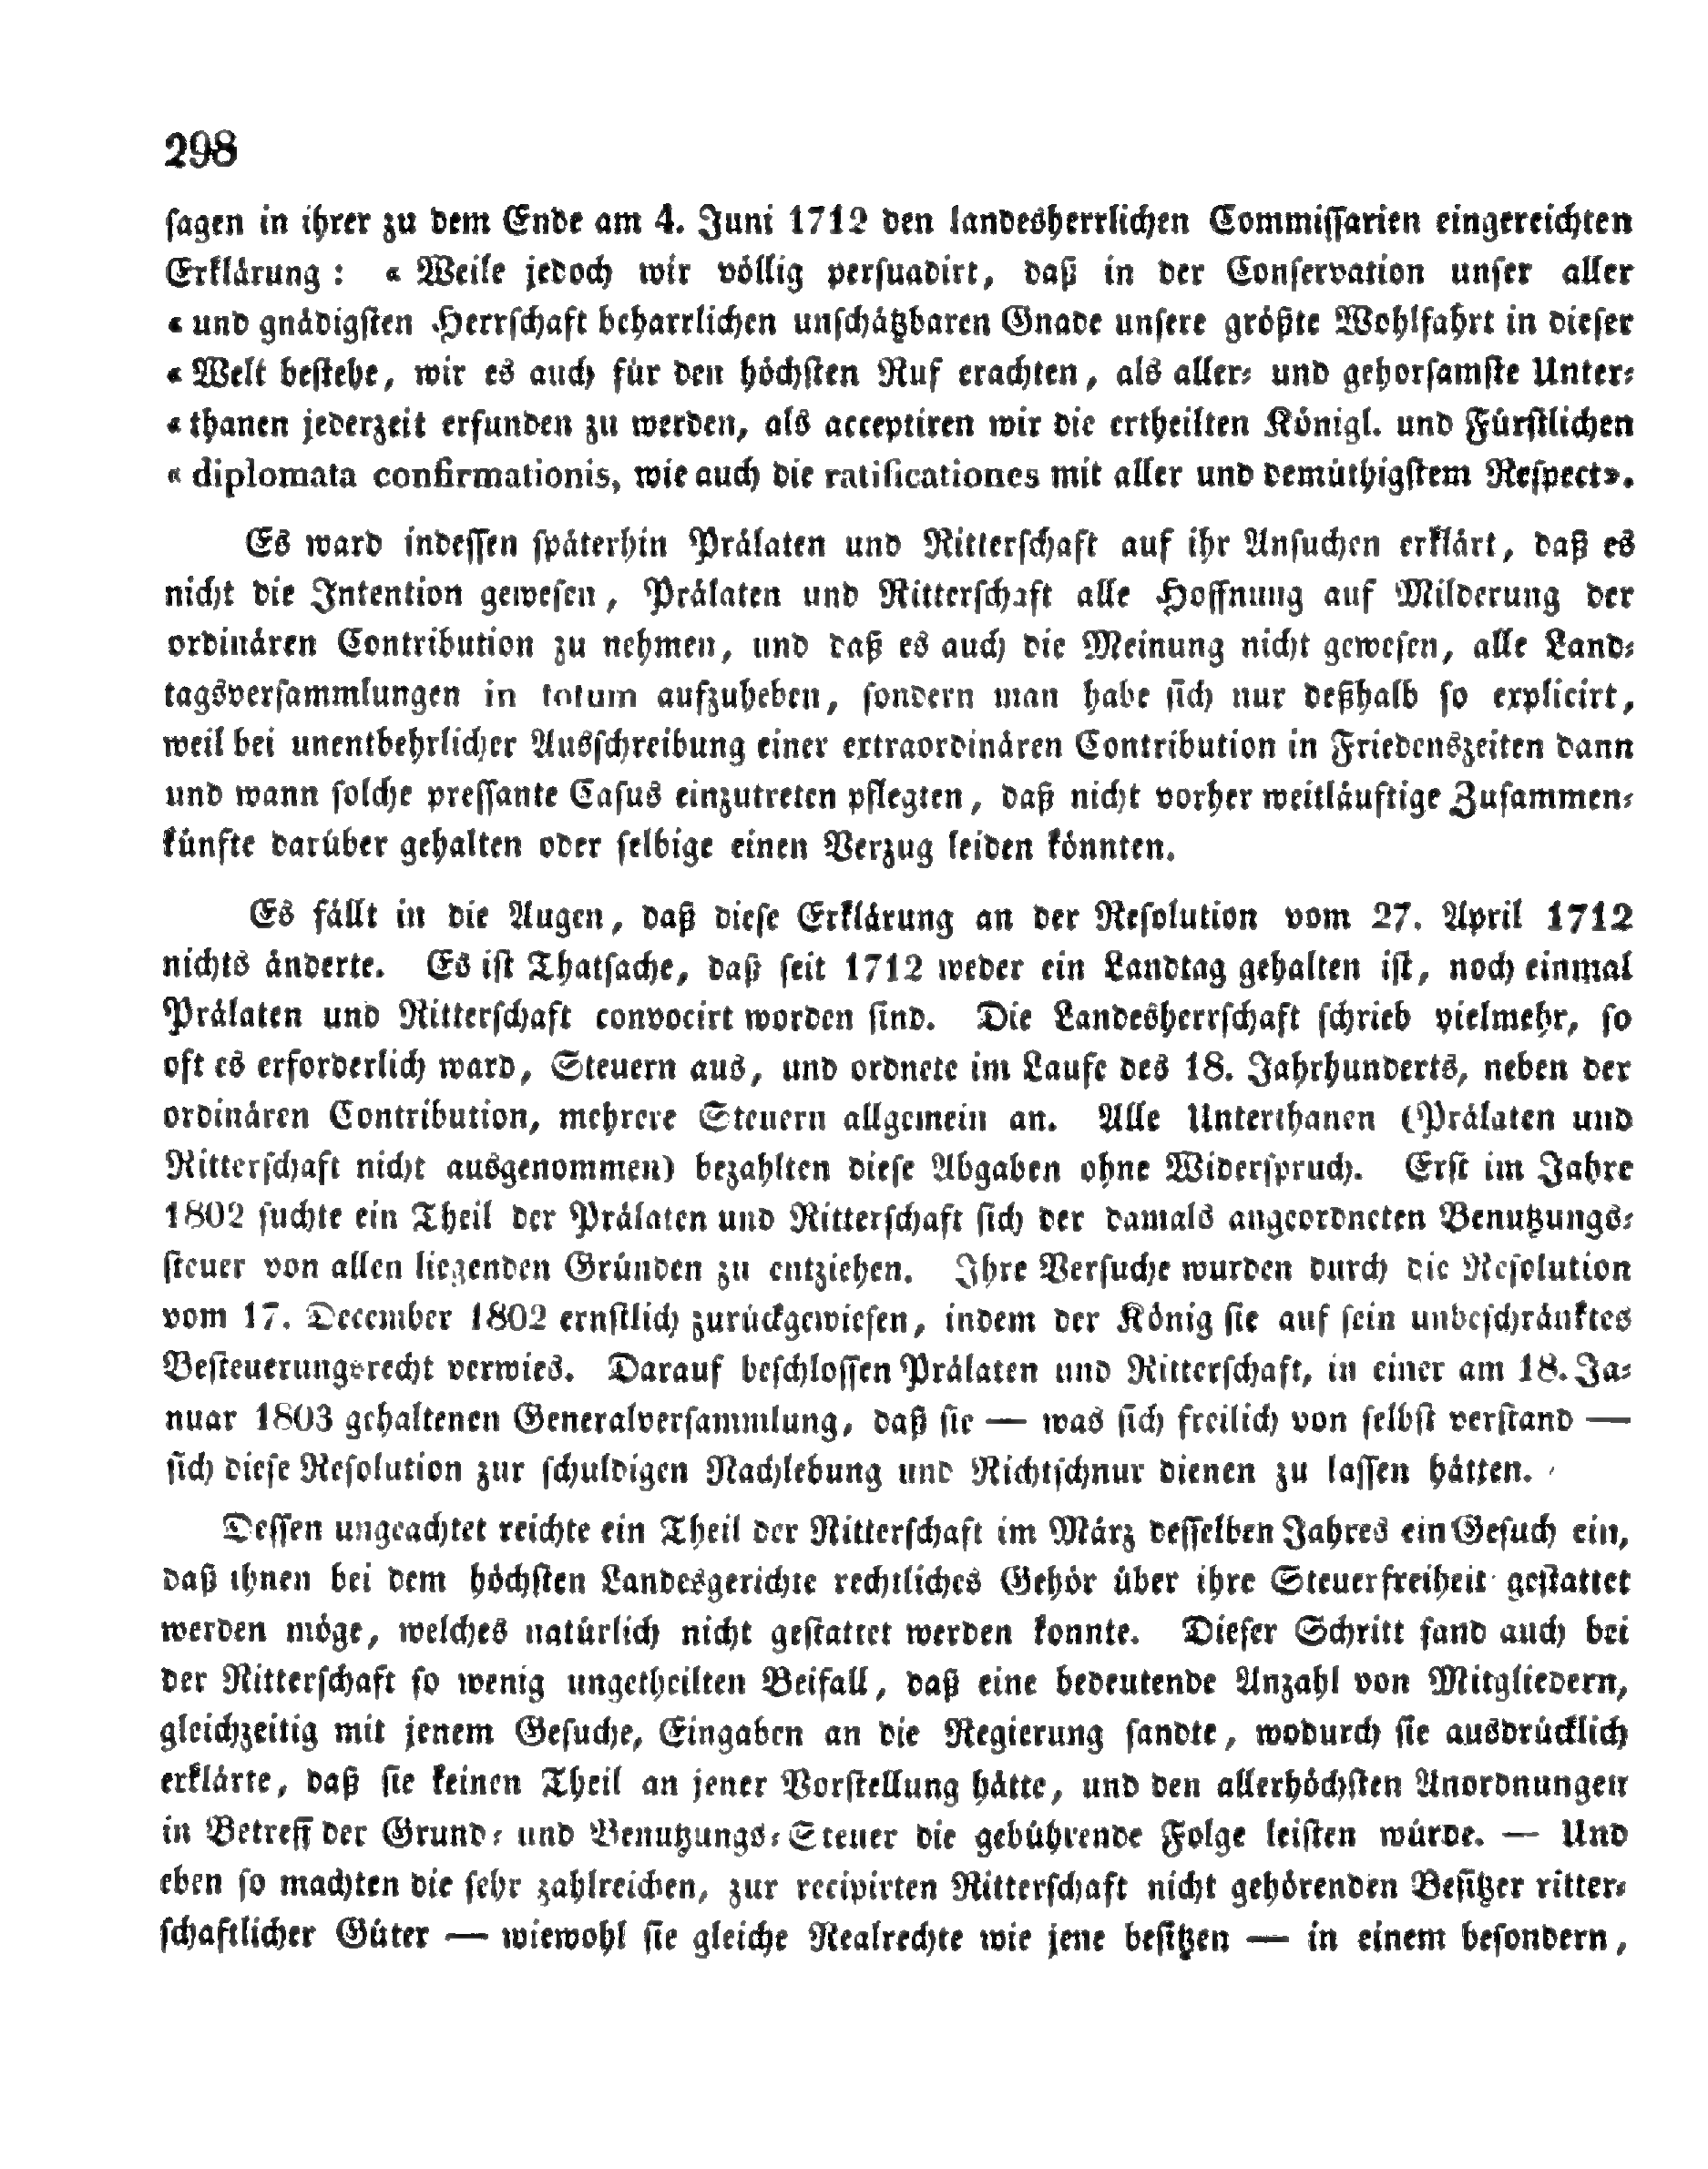 298
sagen in ihrer zu dem Ende am 4. Juni 1712 den landesherrlichen Commissarien eingereichten
Erklärung: « Weile jedoch wir völlig persuadirt, daß in der Conservation unser aller
« und gnädigsten Herrschaft beharrlichen unschätzbaren Gnade unsere größte Wohlfahrt in dieser
« Welt bestehe, wir es auch für den höchsten Ruf erachten, als aller- und gehorsamste Unter-
« thanen jederzeit erfunden zu werden, als acceptiren wir die ertheilten Königl. und Fürstlichen
« diplomata confirmationis, wie auch die ratificationes mit aller und demüthigstem Respect».
Es ward indessen späterhin Prälaten und Ritterschaft auf ihr Ansuchen erklärt, daß es
nicht die Intention gewesen, Prälaten und Ritterschaft alle Hoffnung auf Milderung der
ordinären Contribution zu nehmen, und daß es auch die Meinung nicht gewesen, alle Land-
tagsversammlungen in totum aufzuheben, sondern man habe sich nur deßhalb so explicirt,
weil bei unentbehrlicher Ausschreibung einer extraordinären Contribution in Friedenszeiten dann
und wann solche pressante Casus einzutreten pflegten, daß nicht vorher weitläuftige Zusammen-
künfte darüber gehalten oder selbige einen Verzug leiden könnten.
Es fällt in die Augen, daß diese Erklärung an der Resolution vom 27. April 1712
nichts änderte. Es ist Thatsache, daß seit 1712 weder ein Landtag gehalten ist, noch einmal
Prälaten und Ritterschaft convocirt worden sind. Die Landesherrschaft schrieb vielmehr, so
oft es erforderlich ward, Steuern aus, und ordnete im Laufe des 18. Jahrhunderts, neben der
ordinären Contribution, mehrere Steuern allgemein an. Alle Unterthanen (Prälaten und
Ritterschaft nicht ausgenommen) bezahlten diese Abgaben ohne Widerspruch. Erst im Jahre
1802 suchte ein Theil der Prälaten und Ritterschaft sich der damals angeordneten Benutzungs-
steuer von allen liegenden Gründen zu entziehen. Ihre Versuche wurden durch die Resolution
vom 17. December 1802 ernstlich zurückgewiesen, indem der König sie auf sein unbeschränktes
Besteuerungsrecht verwies. Darauf beschlossen Prälaten und Ritterschaft, in einer am 18. Ja-
nuar 1803 gehaltenen Generalversammlung, daß sie — was sich freilich von selbst verstand —
sich diese Resolution zur schuldigen Nachlebung und Richtschnur dienen zu lassen hätten.
Dessen ungeachtet reichte ein Theil der Ritterschaft im März desselben Jahres ein Gesuch ein,
daß ihnen bei dem höchsten Landesgerichte rechtliches Gehör über ihre Steuerfreiheit gestattet
werden möge, welches natürlich nicht gestattet werden konnte. Dieser Schritt fand auch bei
der Ritterschaft so wenig ungetheilten Beifall, daß eine bedeutende Anzahl von Mitgliedern,
gleichzeitig mit jenem Gesuche, Eingaben an die Regierung sandte, wodurch sie ausdrücklich
erklärte, daß sie keinen Theil an jener Vorstellung hätte, und den allerhöchsten Anordnungen
in Betreff der Grund- und Benutzungs-Steuer die gebührende Folge leisten würde. — Und
eben so machten die sehr zahlreichen, zur recipirten Ritterschaft nicht gehörenden Besitzer ritter-
schaftlicher Güter — wiewohl sie gleiche Realrechte wie jene besitzen — in einem besondern,